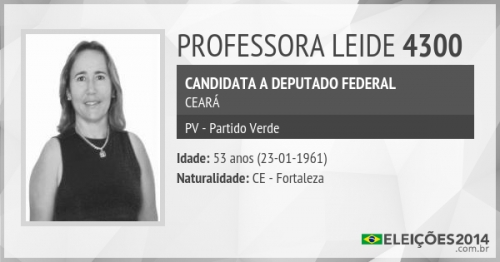 PROFESSORA LEIDE 4300
CANDIDATA A DEPUTADO FEDERAL
CEARÁ
PV - Partido Verde
Idade: 53 anos (23-01-1961)
Naturalidade: CE - Fortaleza
ELEIÇÕES2014
.com.br